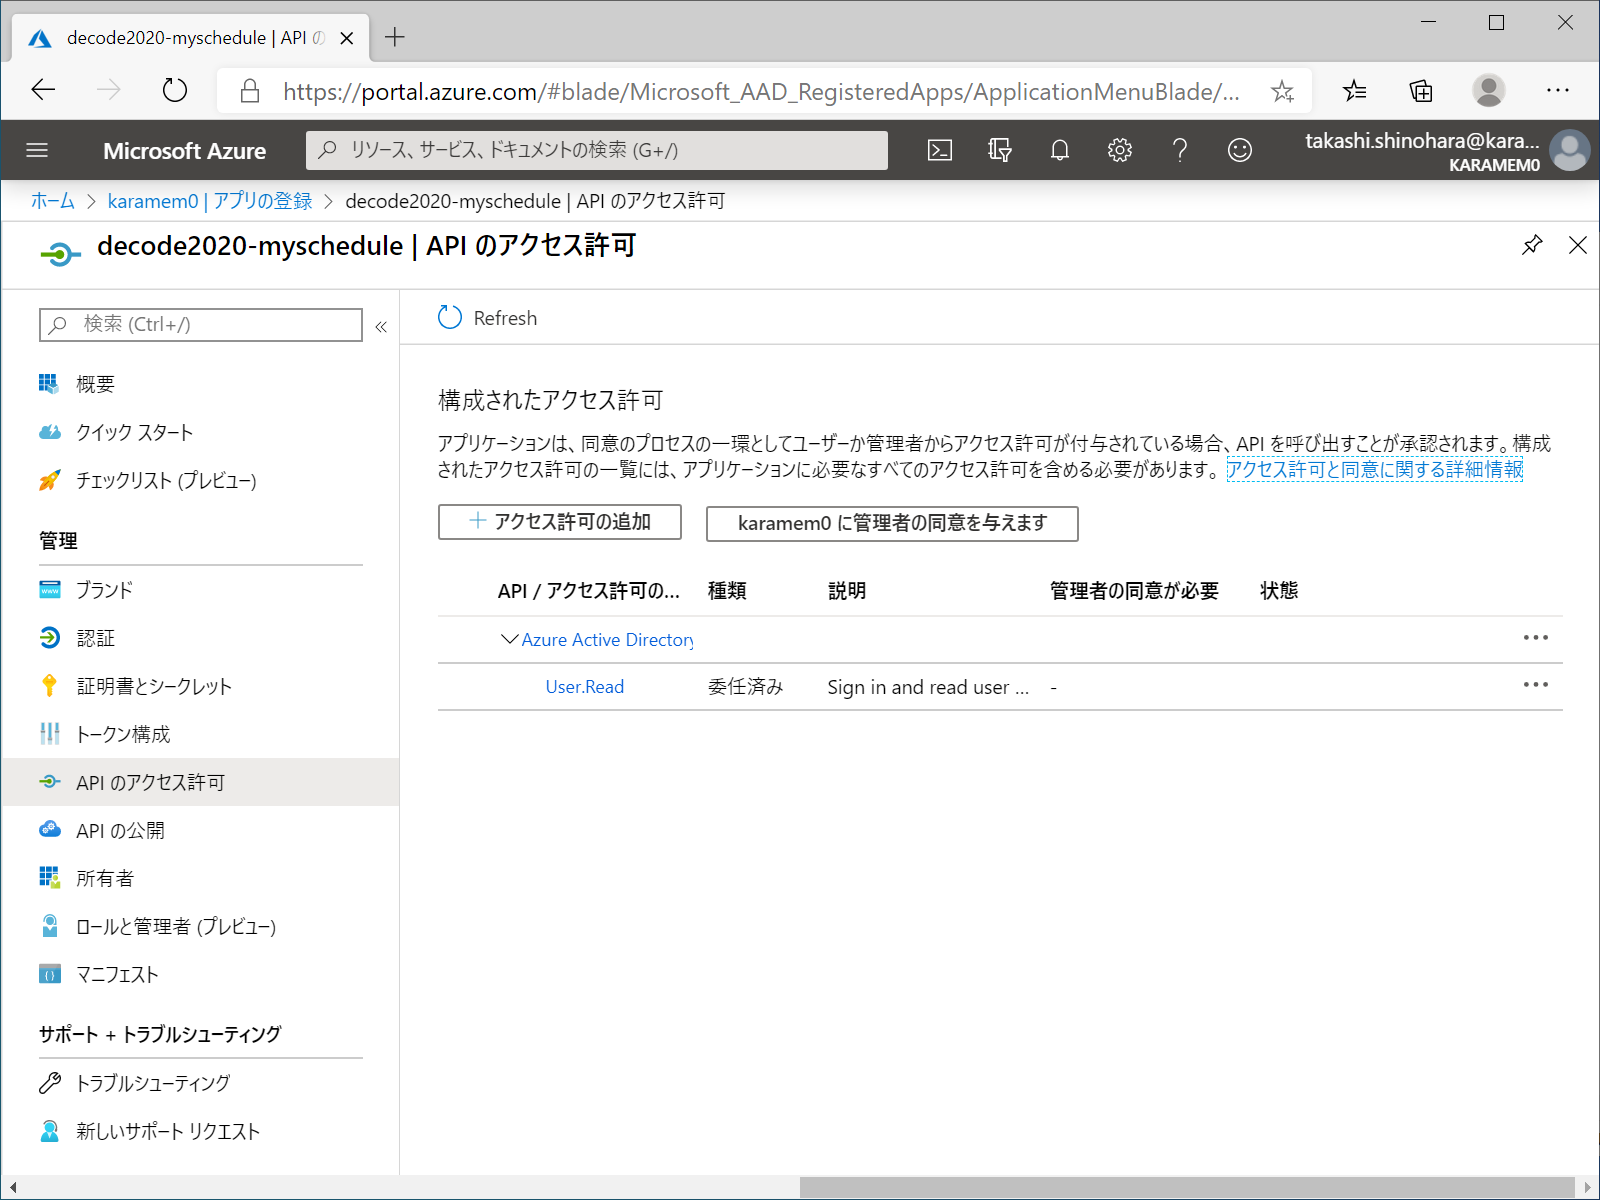 decode2020-myschedule | API の
https://portal.azure.com/#blade/Microsoft_AAD_RegisteredApps/ApplicationMenuBlade/...
Microsoft Azure
リソース、サービス、ドキュメントの検索 (G+/)
takashi.shinohara@kara...
KARAMEM0
ホーム > karamem0 | アプリの登録 > decode2020-myschedule | API のアクセス許可
decode2020-myschedule | API のアクセス許可
検索 (Ctrl+/)
«
Refresh
概要
クイック スタート
チェックリスト (プレビュー)
管理
ブランド
認証
証明書とシークレット
トークン構成
API のアクセス許可
API の公開
所有者
ロールと管理者 (プレビュー)
マニフェスト
サポート + トラブルシューティング
トラブルシューティング
新しいサポート リクエスト
構成されたアクセス許可
アプリケーションは、同意のプロセスの一環としてユーザーか管理者からアクセス許可が付与されている場合、API を呼び出すことが承認されます。構成
されたアクセス許可の一覧には、アプリケーションに必要なすべてのアクセス許可を含める必要があります。アクセス許可と同意に関する詳細情報
+ アクセス許可の追加
karamem0 に管理者の同意を与えます
API / アクセス許可の... 種類 説明 管理者の同意が必要 状態
Azure Active Directory
User.Read 委任済み Sign in and read user ... -